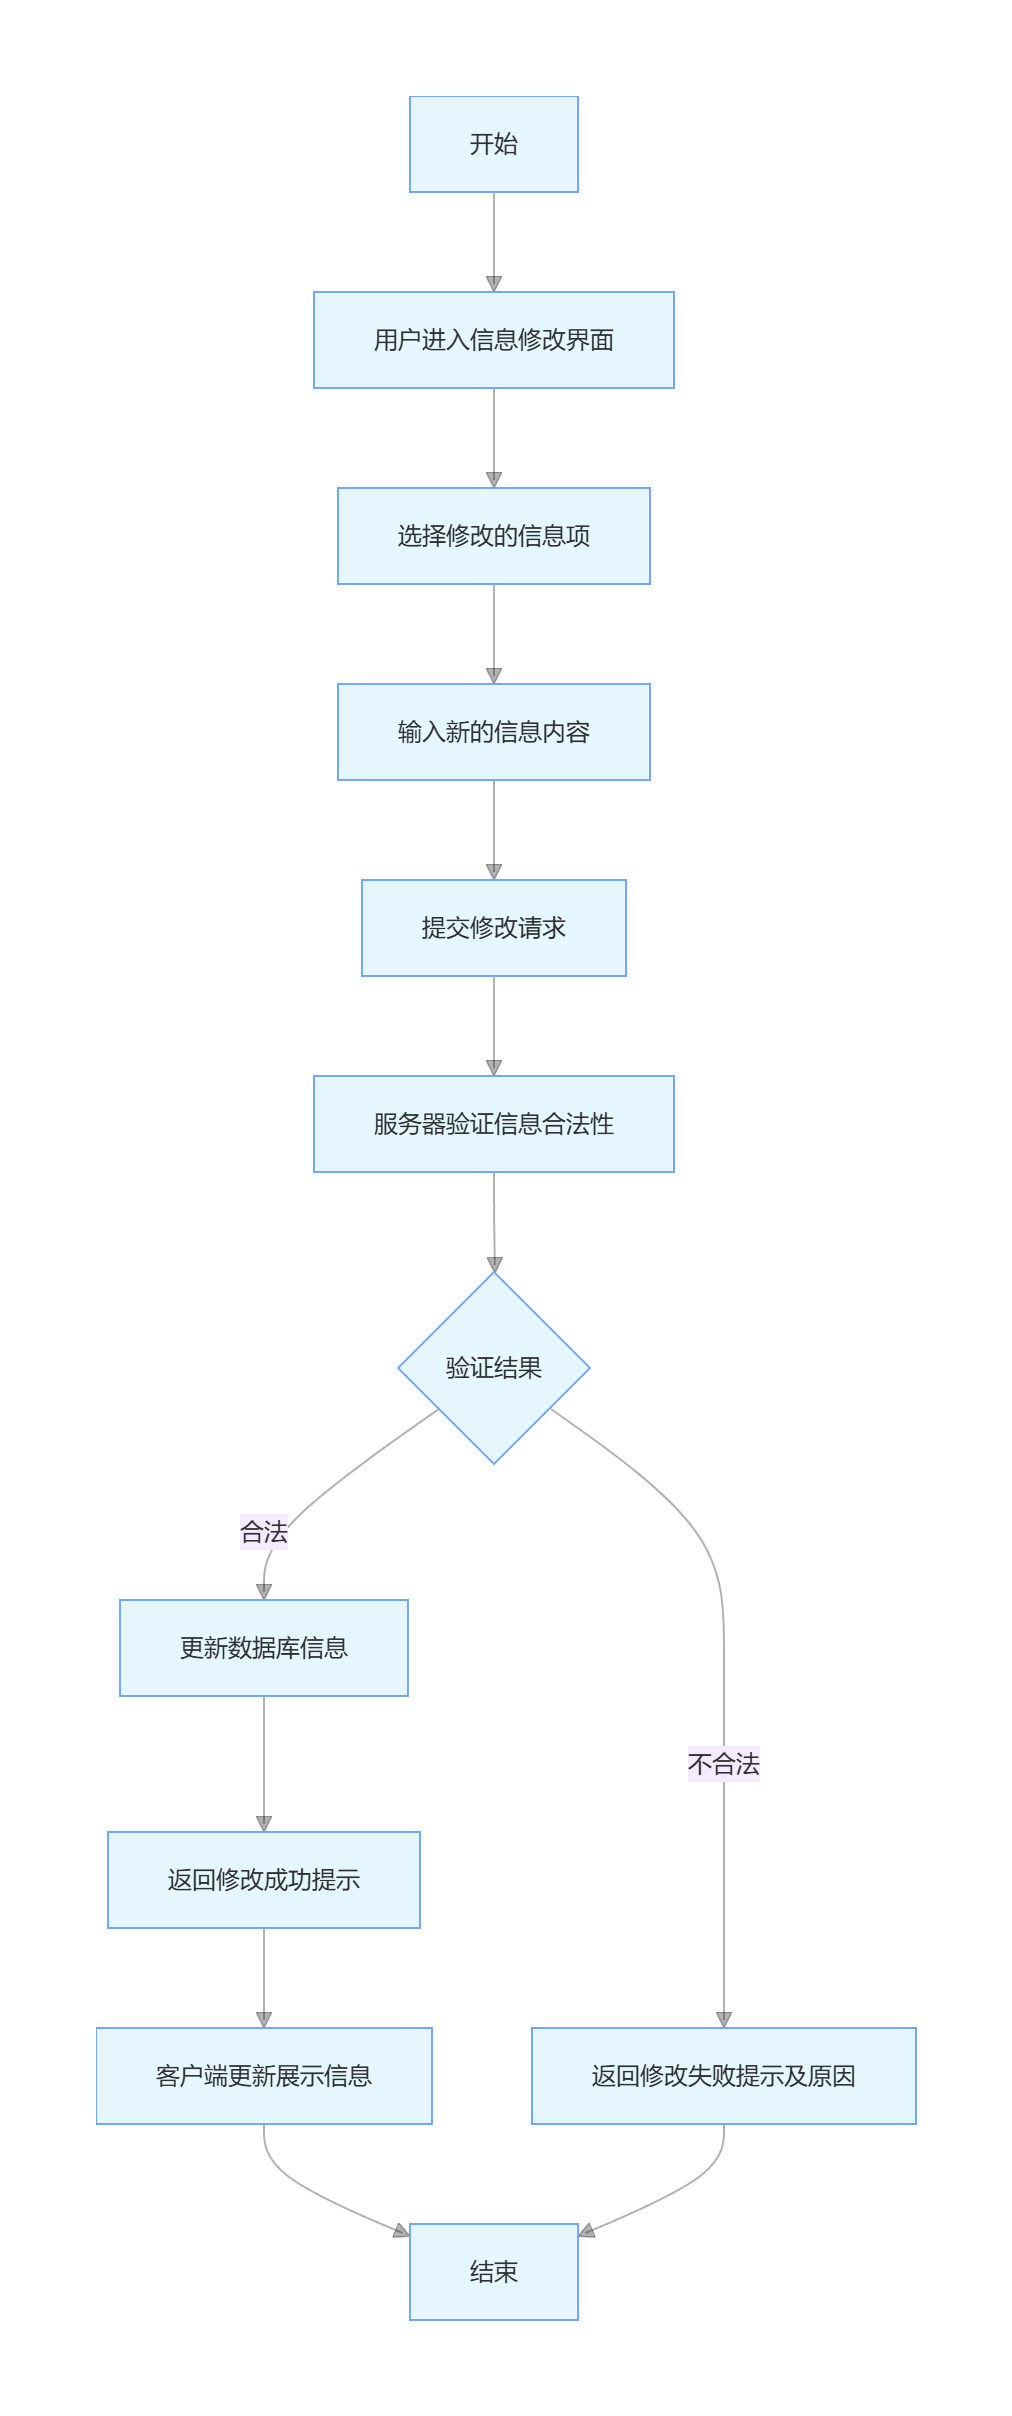 开始
用户进入信息修改界面
选择修改的信息项
输入新的信息内容
提交修改请求
服务器验证信息合法性
验证结果
合法
更新数据库信息
不合法
返回修改成功提示
客户端更新展示信息
返回修改失败提示及原因
结束